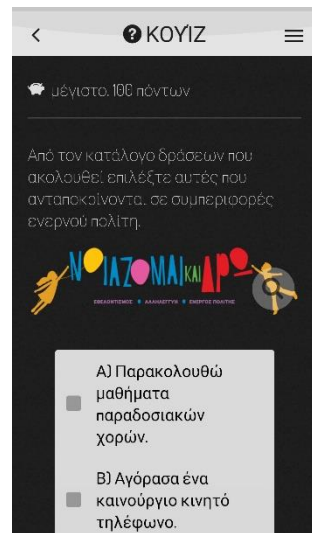 ΚΟΥΊΖ
μέγιστο. 100 πόντων
Από τον κατάλογο δράσεων που
ακολουθεί επιλέξτε αυτές που
ανταποκρίνονται σε συμπεριφορές
ενεργού πολίτη.
ΝΟΙΑΖΟΜΑΙ ΚΑΙ ΔΡΩ
ΕΘΕΛΟΝΤΙΣΜΟΣ ΑΛΛΗΛΕΓΓΥΗ ΕΝΕΡΓΟΣ ΠΟΛΙΤΗΣ
Α) Παρακολουθώ
μαθήματα
παραδοσιακών
χορών.
Β) Αγόρασα ένα
καινούργιο κινητό
τηλέφωνο.